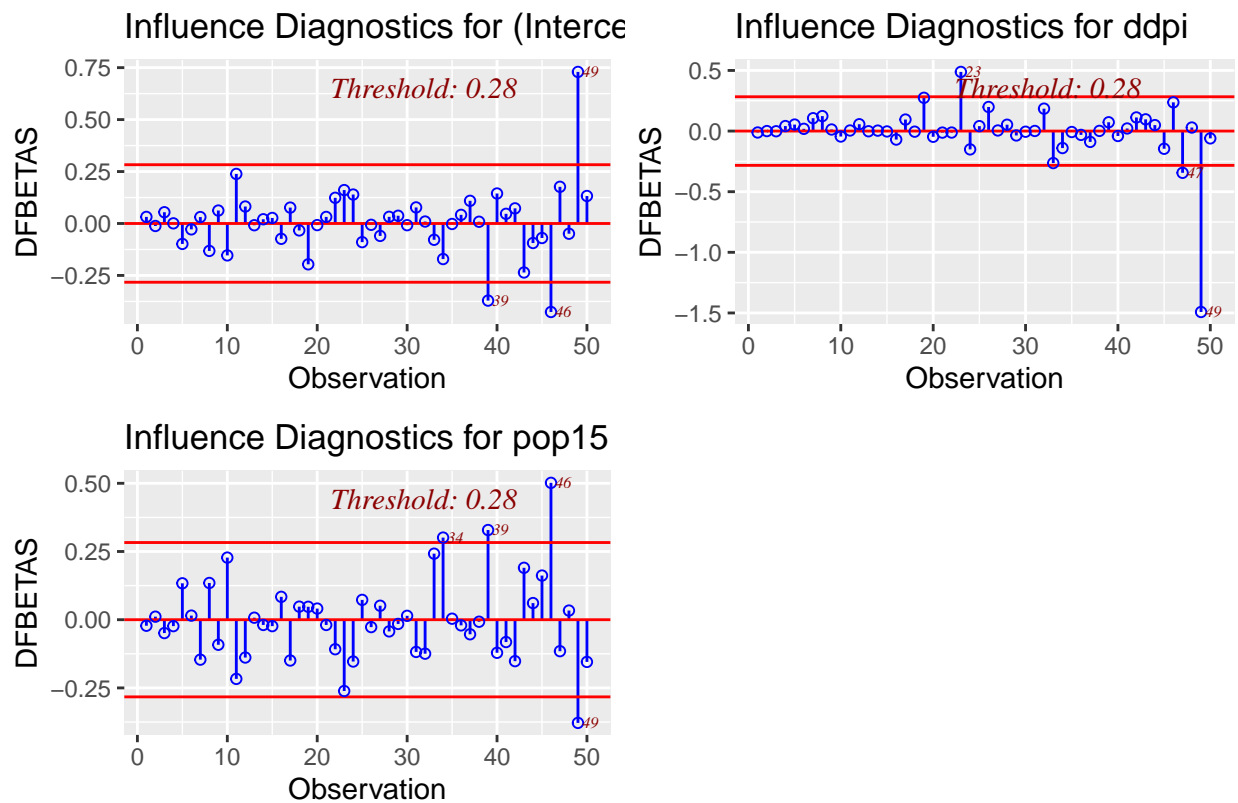 Influence Diagnostics for (Interce
DFBETAS
0.75
0.50
0.25
0.00
−0.25
Threshold: 0.28
49
39
46
0 10 20 30 40 50
Observation
Influence Diagnostics for ddpi
DFBETAS
0.5
0.0
−0.5
−1.0
−1.5
Threshold: 0.28
23
47
49
0 10 20 30 40 50
Observation
Influence Diagnostics for pop15
DFBETAS
0.50
0.25
0.00
−0.25
Threshold: 0.28
46
34
39
49
0 10 20 30 40 50
Observation